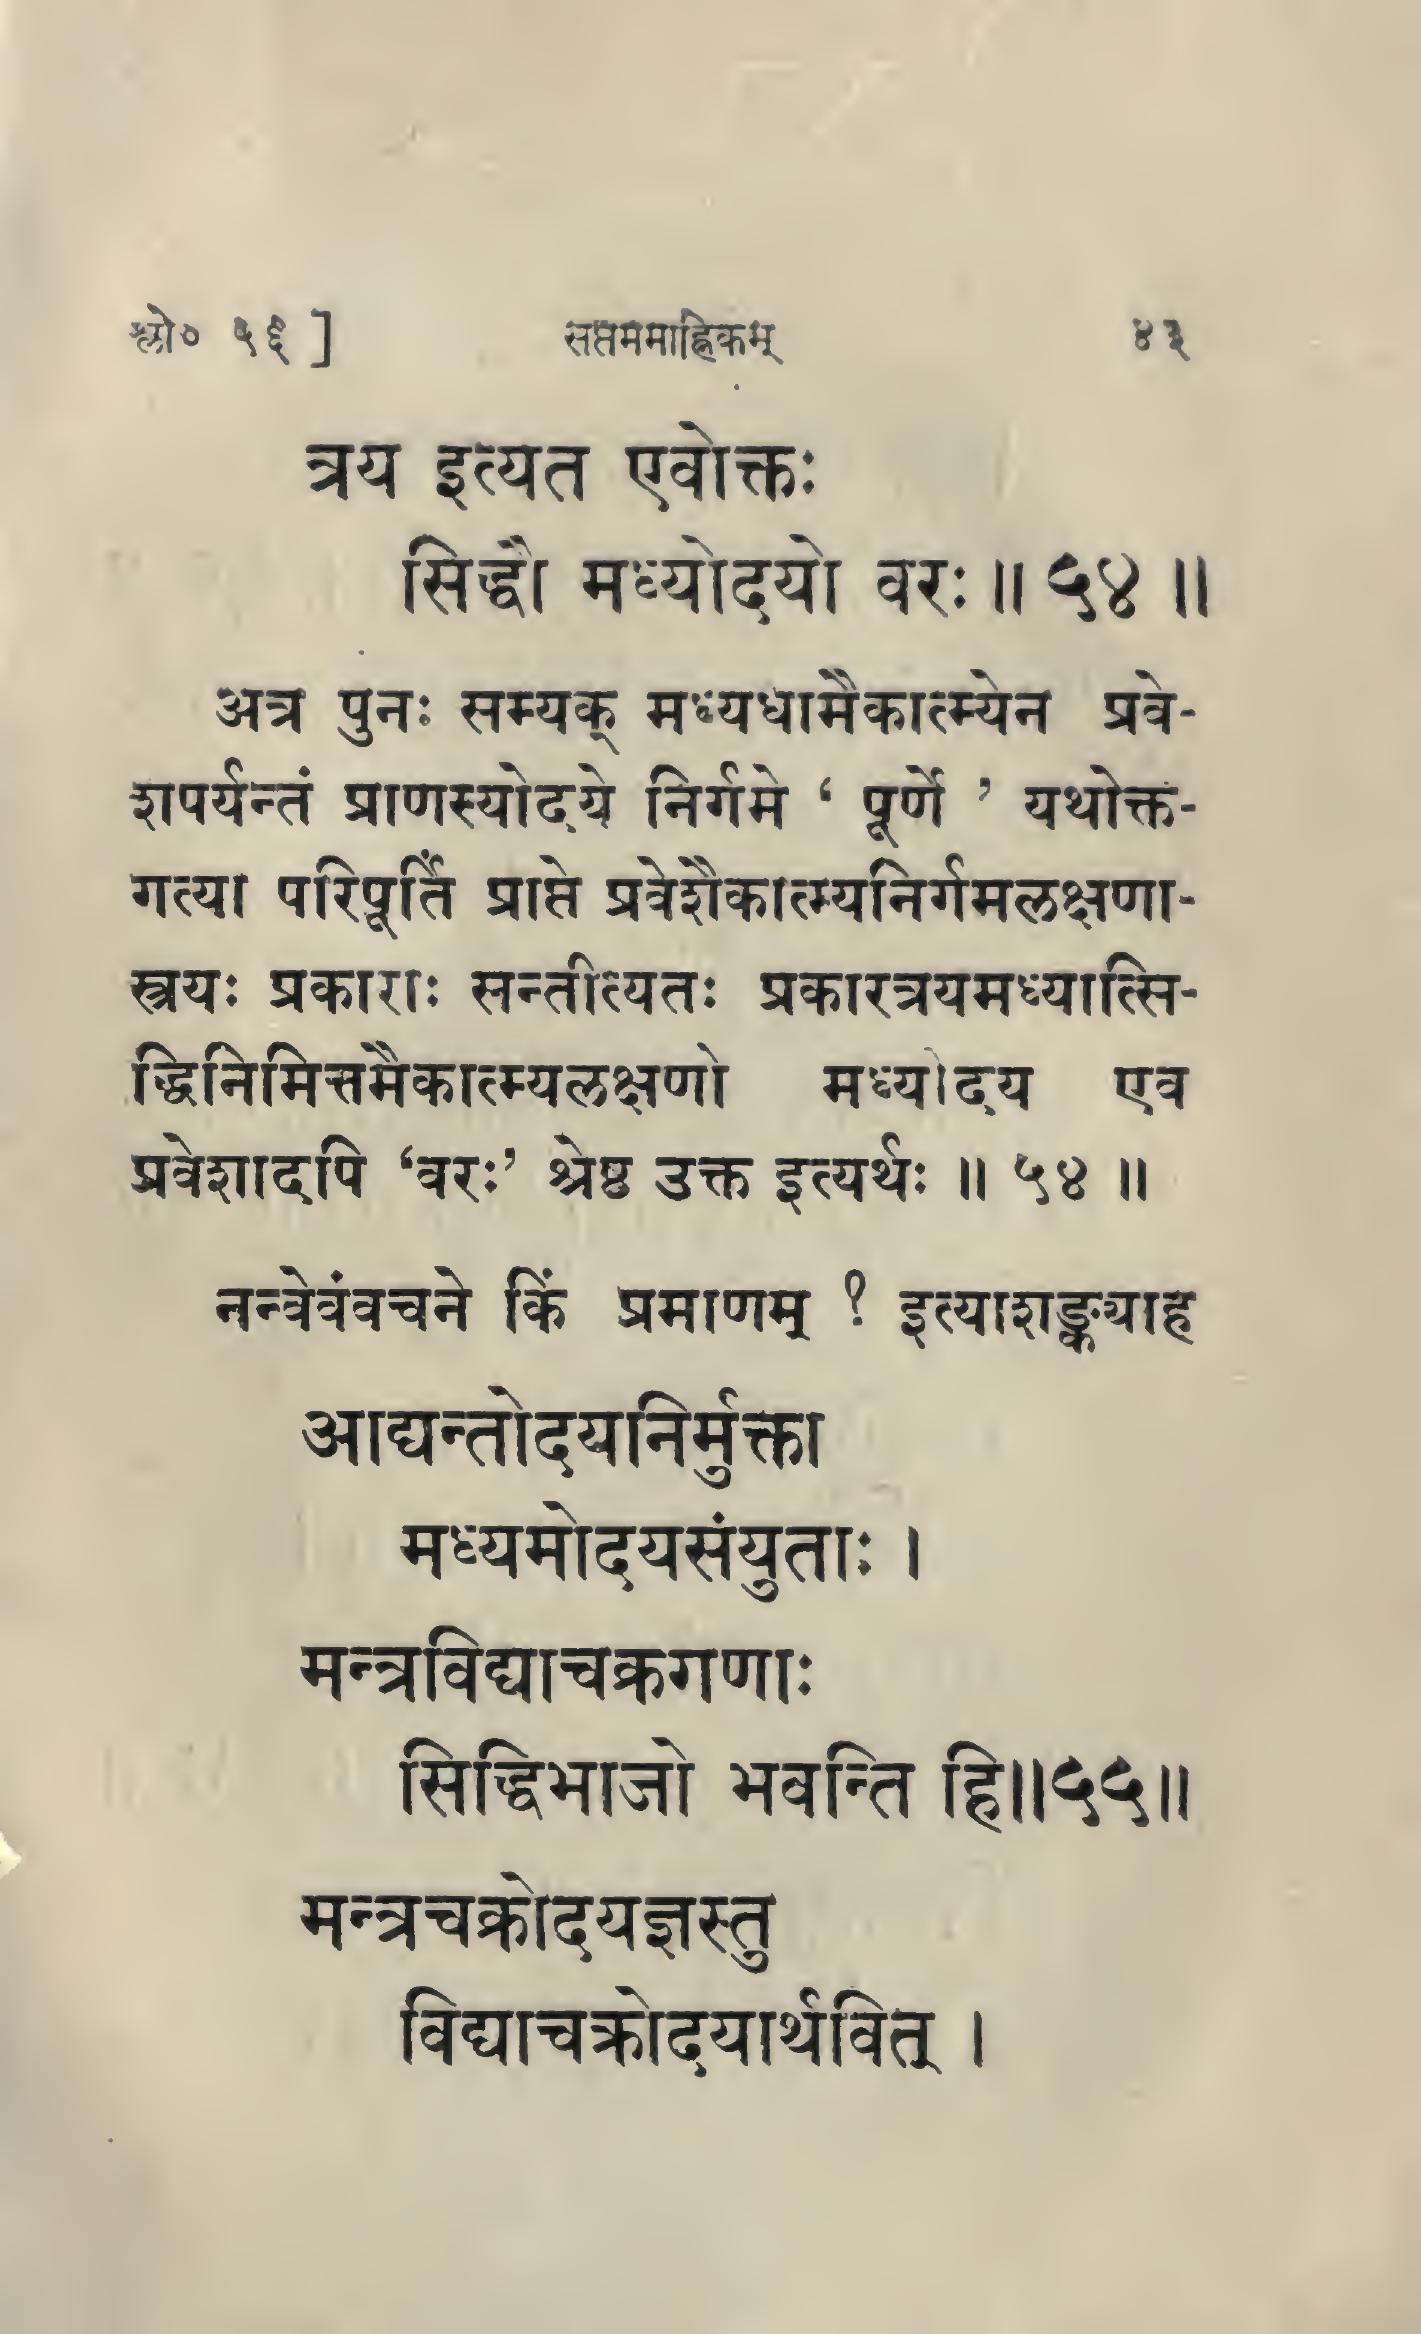 श्लो० ५६ ] सप्तममाह्निकम् ४३
त्रय इत्यत एवोक्तः
सिद्धौ मध्योदयो वरः ॥ ५४ ॥
अत्र पुनः सम्यक् मध्यधामैकात्म्येन प्रवे-
शपर्यन्तं प्राणस्योदये निर्गमे ‘ पूर्णे ’ यथोक्त-
गत्या परिपूर्तिं प्राप्ते प्रवेशैकात्म्यनिर्गमलक्षणा-
स्त्रयः प्रकाराः सन्तीत्यतः प्रकारत्रयमध्यात्सि-
द्धिनिमित्तमैकात्म्यलक्षणो मध्योदय एव
प्रवेशादपि ‘वरः’ श्रेष्ठ उक्त इत्यर्थः ॥ ५४ ॥
नन्वेवंवचने किं प्रमाणम् ? इत्याशङ्क्याह
आद्यन्तोदयनिर्मुक्ता
मध्यमोदयसंयुताः ।
मन्त्रविद्याचक्रगणाः
सिद्धिभाजो भवन्ति हि॥५५॥
मन्त्रचक्रोदयज्ञस्तु
विद्याचक्रोदयार्थवित् ।